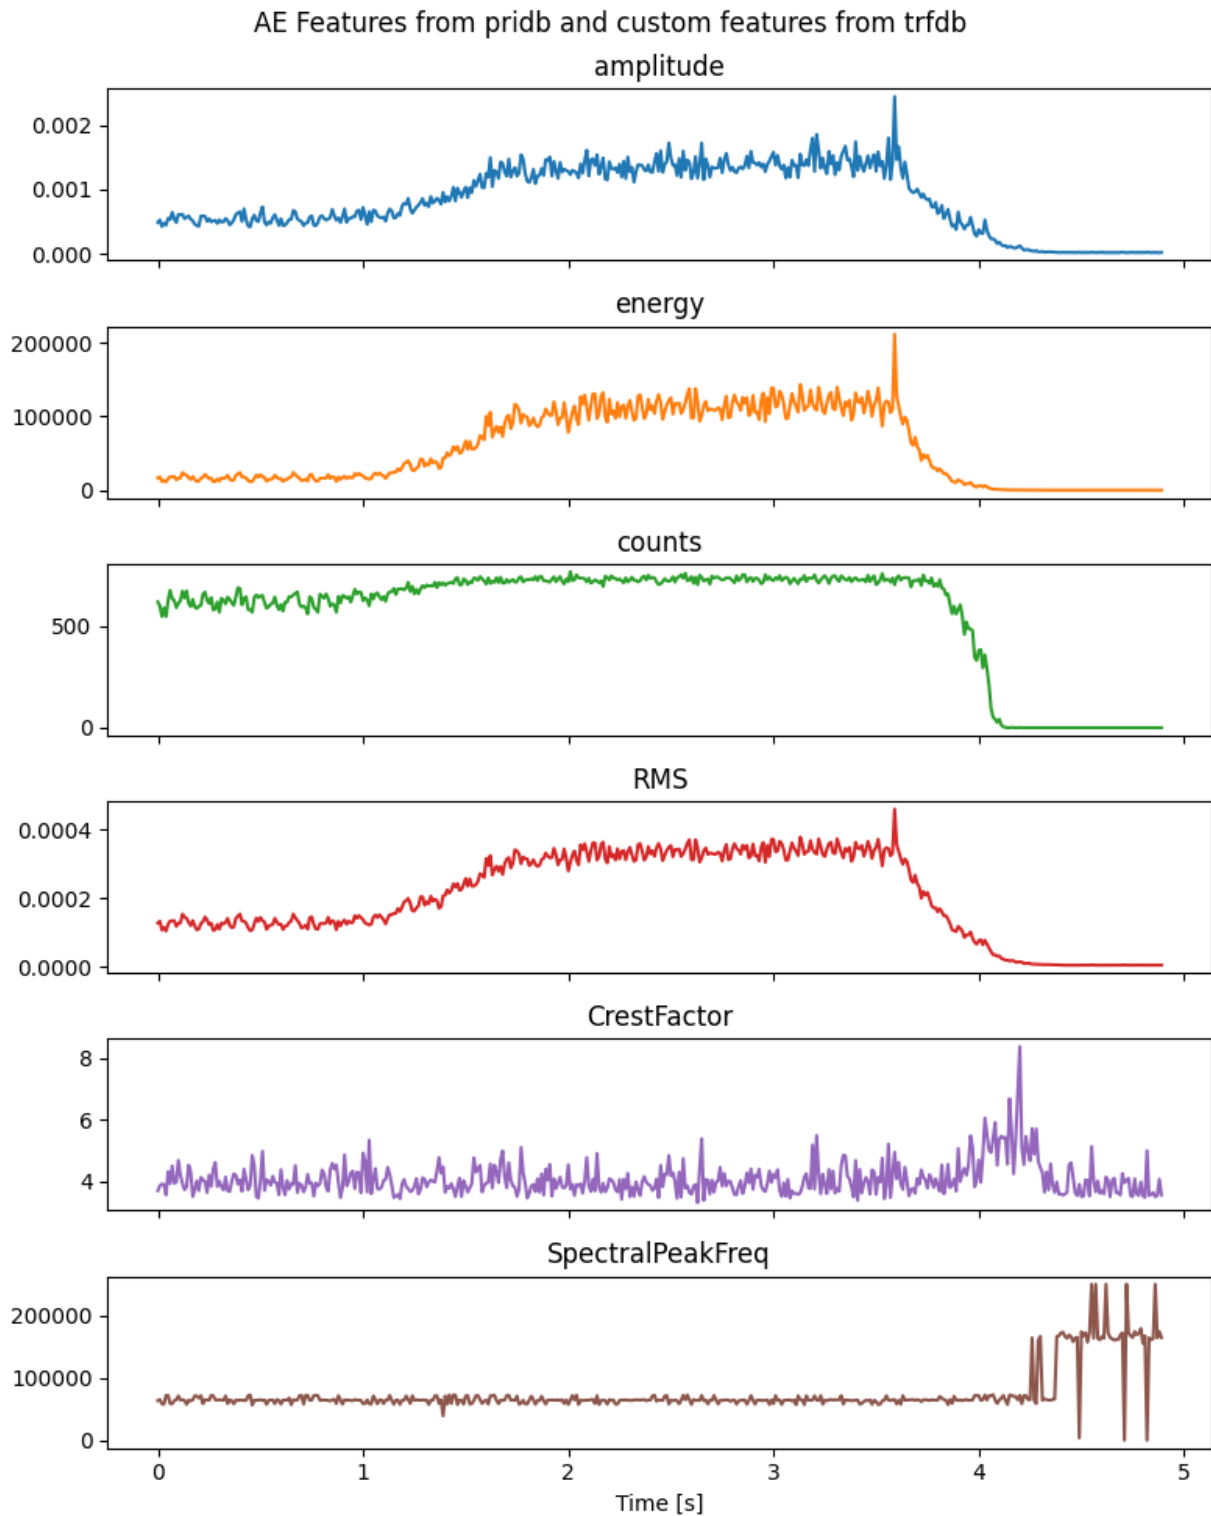 AE Features from pridb and custom features from trfdb
amplitude
0.002
0.001
0.000
energy
200000
100000
0
counts
500
0
RMS
0.0004
0.0002
0.0000
CrestFactor
8
6
4
SpectralPeakFreq
200000
100000
0
0 1 2 3 4 5
Time [s]